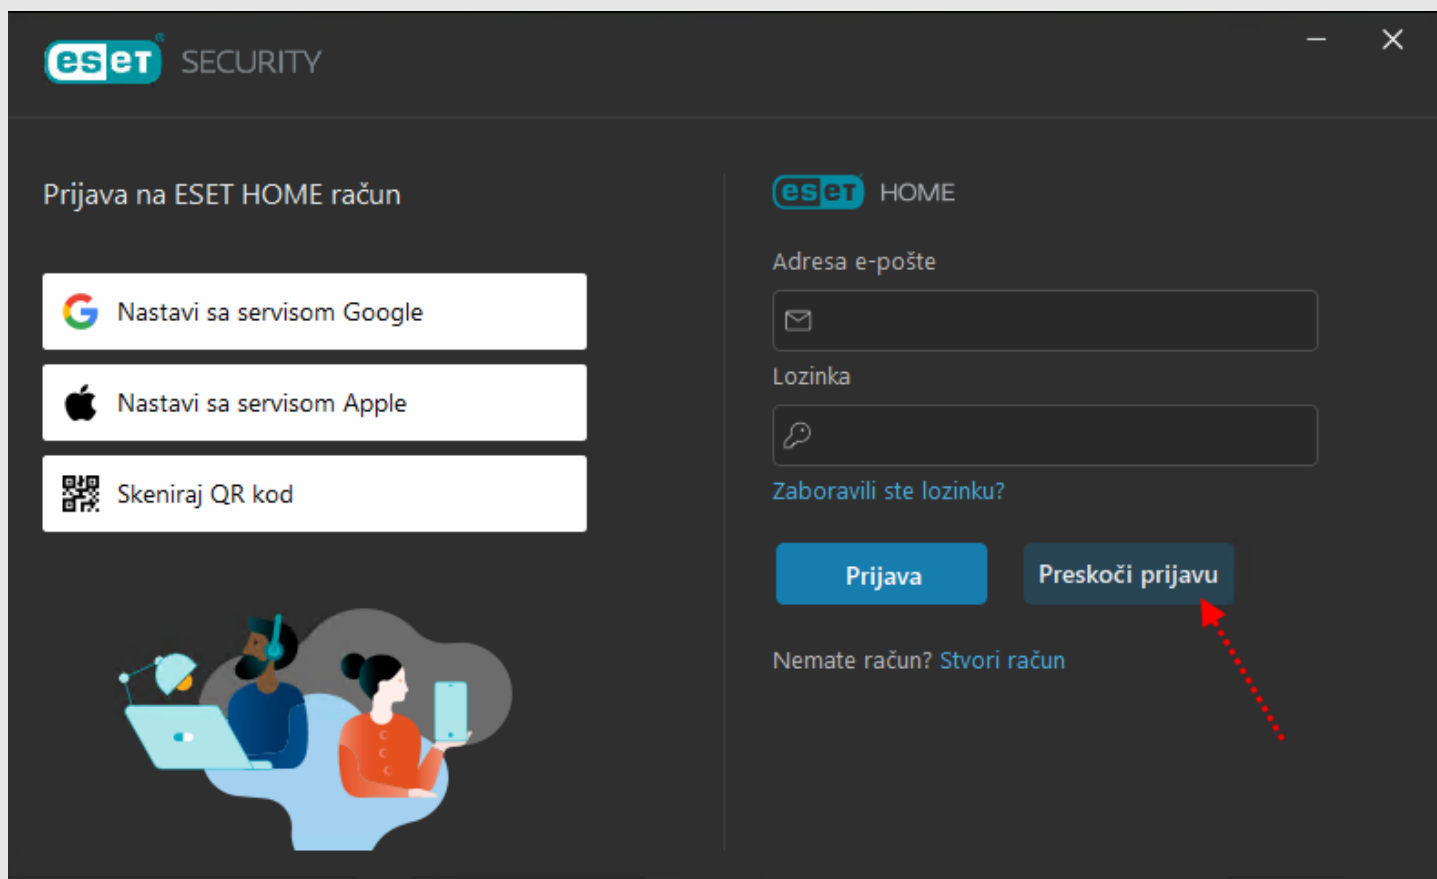 eset SECURITY
Prijava na ESET HOME račun
Nastavi sa servisom Google
Nastavi sa servisom Apple
Skeniraj QR kod
eset HOME
Adresa e-pošte
Lozinka
Zaboravili ste lozinku?
Prijava
Preskoči prijavu
Nemate račun? Stvori račun